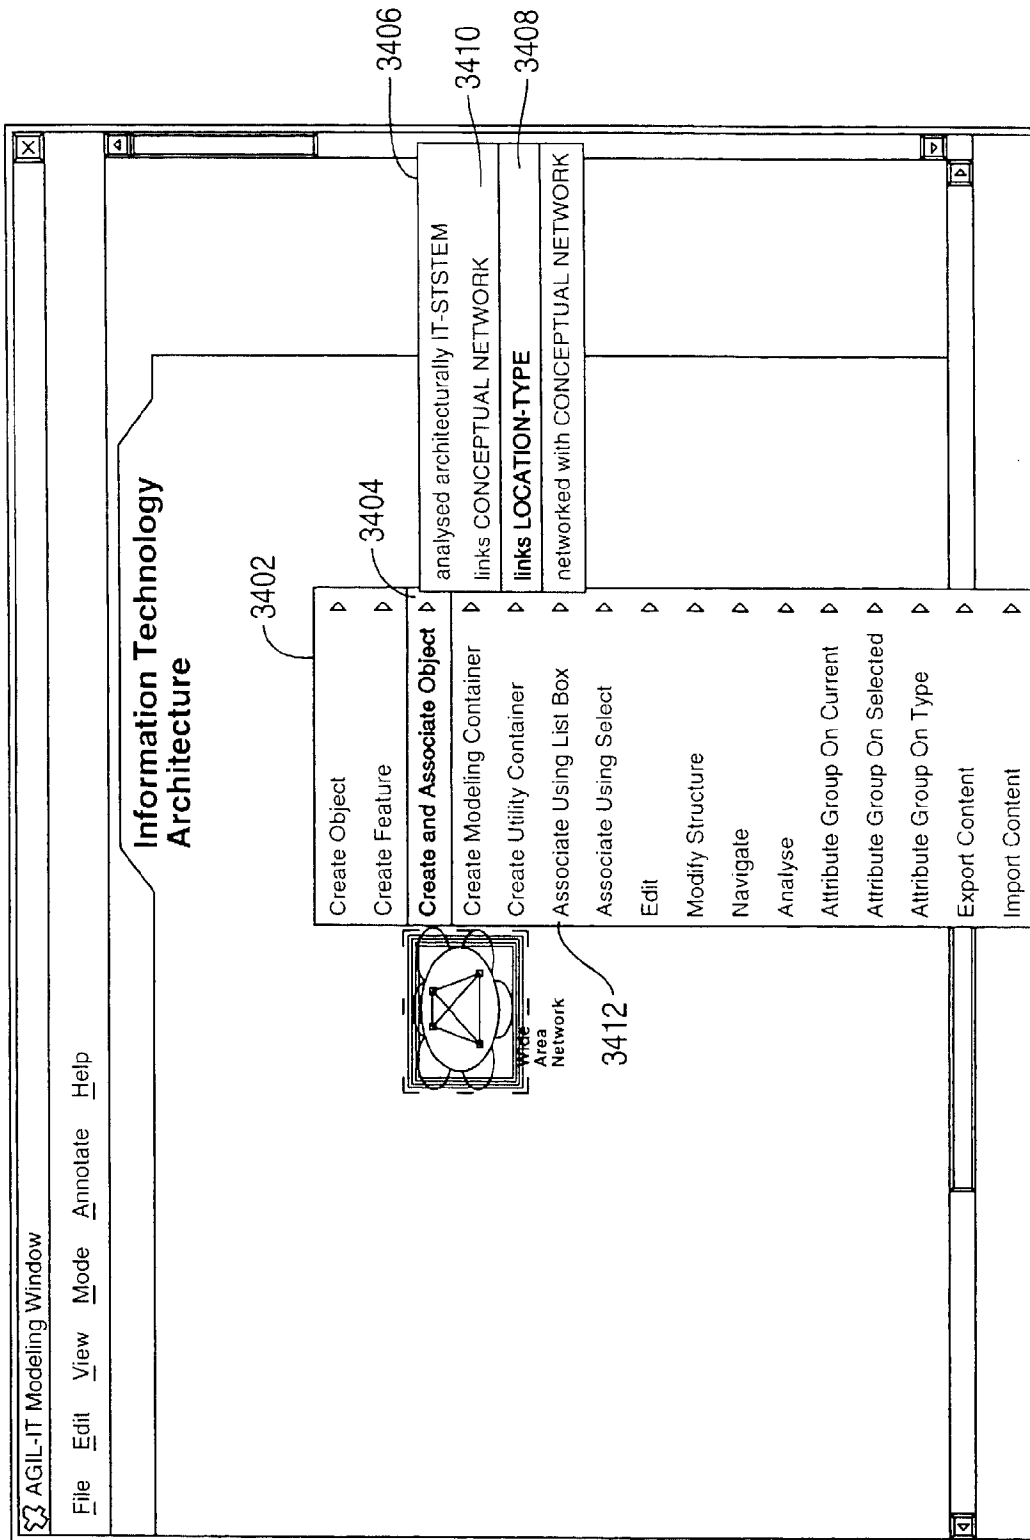 AGIL-IT Modeling Window
File Edit View Mode Annotate Help
Information Technology
Architecture
3402
Create Object
Create Feature
3404
Create and Associate Object
Create Modeling Container
Create Utility Container
Associate Using List Box
Associate Using Select
Edit
Modify Structure
Navigate
Analyse
Attribute Group On Current
Attribute Group On Selected
Attribute Group On Type
Export Content
Import Content
3406
analysed architecturally IT-STSTEM
links CONCEPTUAL NETWORK
3410
links LOCATION-TYPE
3408
networked with CONCEPTUAL NETWORK
Wide
Area
Network
3412